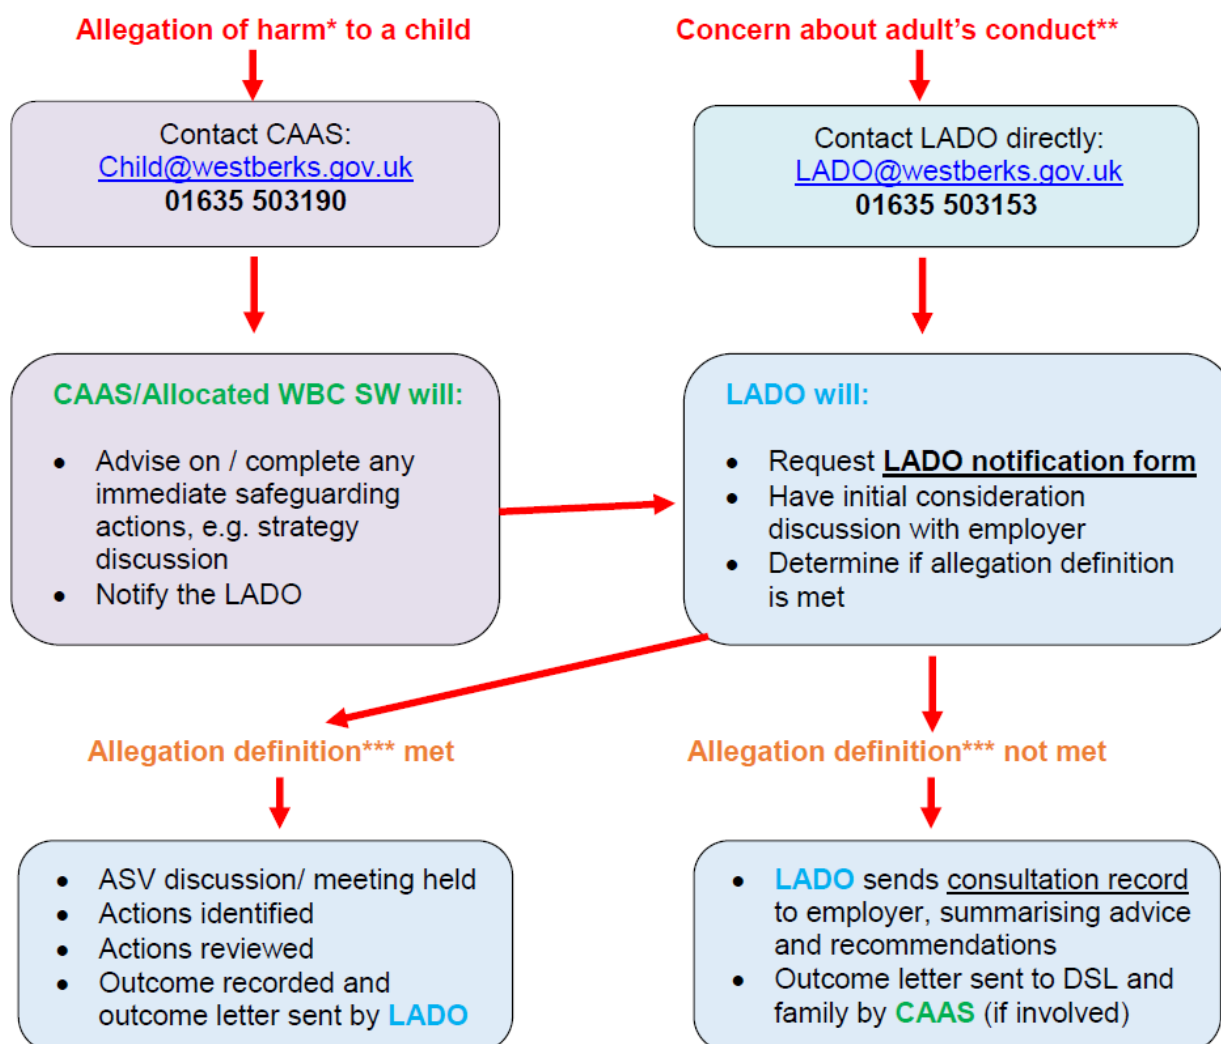 Allegation of harm* to a child
Concern about adult's conduct**
Contact CAAS:
Child@westberks.gov.uk
01635 503190
Contact LADO directly:
LADO@westberks.gov.uk
01635 503153
CAAS/Allocated WBC SW will:
• Advise on / complete any
immediate safeguarding
actions, e.g. strategy
discussion
• Notify the LADO
LADO will:
• Request LADO notification form
• Have initial consideration
discussion with employer
• Determine if allegation definition
is met
Allegation definition*** met
Allegation definition*** not met
• ASV discussion/ meeting held
• Actions identified
• Actions reviewed
• Outcome recorded and
outcome letter sent by LADO
• LADO sends consultation record
to employer, summarising advice
and recommendations
• Outcome letter sent to DSL and
family by CAAS (if involved)